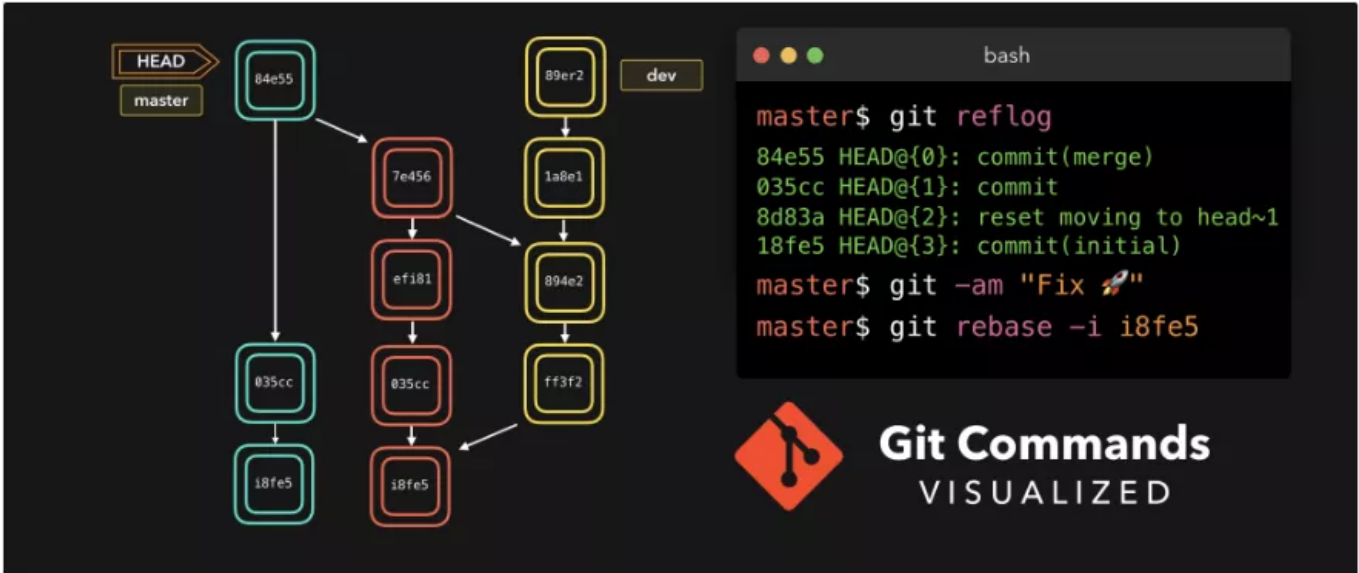 HEAD
master
84e55
89er2
dev
7e456
1a8e1
efi81
894e2
035cc
035cc
ff3f2
i8fe5
i8fe5
bash
master$ git reflog
84e55 HEAD@{0}: commit(merge)
035cc HEAD@{1}: commit
8d83a HEAD@{2}: reset moving to head~1
18fe5 HEAD@{3}: commit(initial)
master$ git -am "Fix 🚀"
master$ git rebase -i i8fe5
Git Commands
VISUALIZED